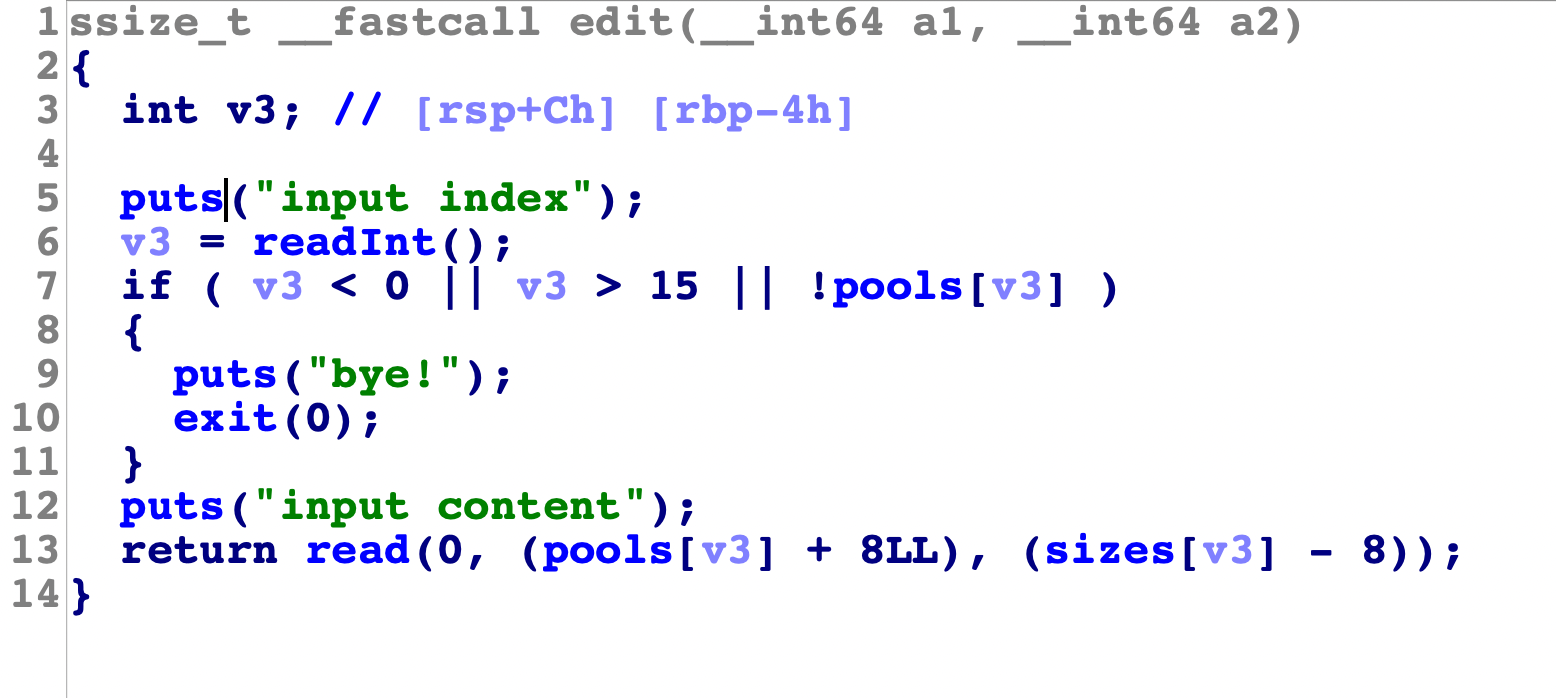 1 ssize_t __fastcall edit(__int64 a1, __int64 a2)
2 {
3   int v3; // [rsp+Ch] [rbp-4h]
4
5   puts("input index");
6   v3 = readInt();
7   if ( v3 < 0 || v3 > 15 || !pools[v3] )
8   {
9     puts("bye!");
10     exit(0);
11   }
12   puts("input content");
13   return read(0, (pools[v3] + 8LL), (sizes[v3] - 8));
14 }